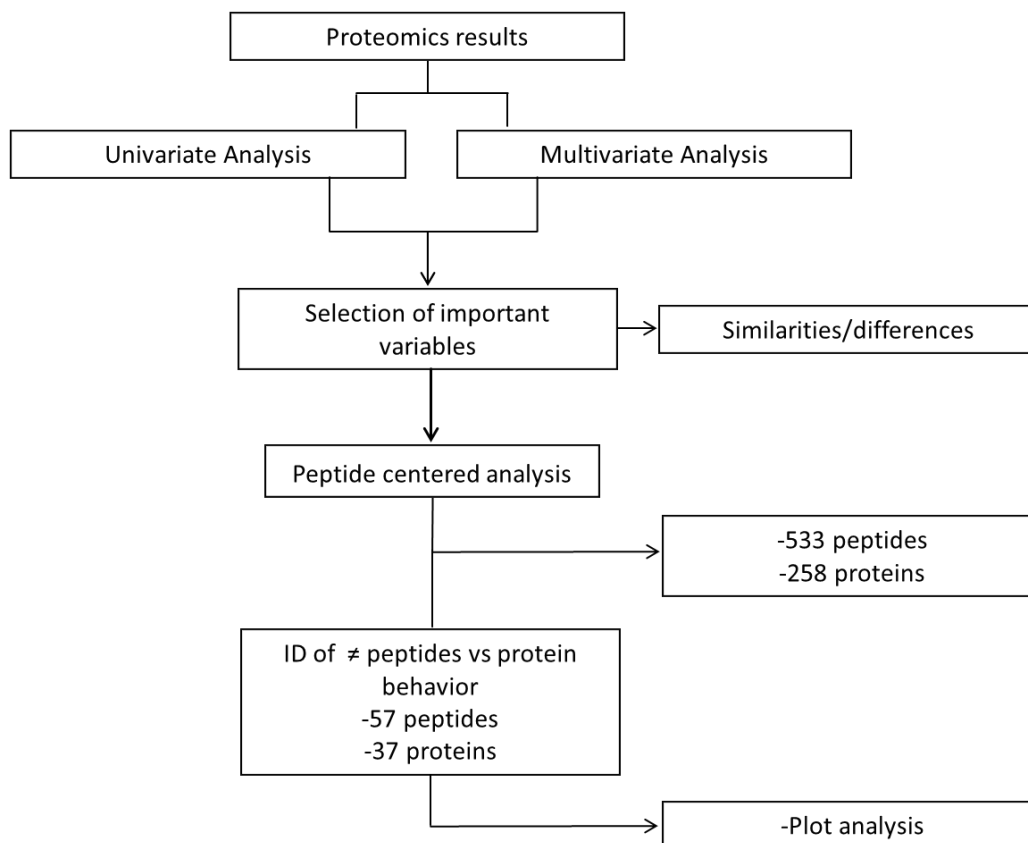 Proteomics results
Univariate Analysis
Multivariate Analysis
Selection of important
variables
Similarities/differences
Peptide centered analysis
-533 peptides
-258 proteins
ID of ≠ peptides vs protein
behavior
-57 peptides
-37 proteins
-Plot analysis